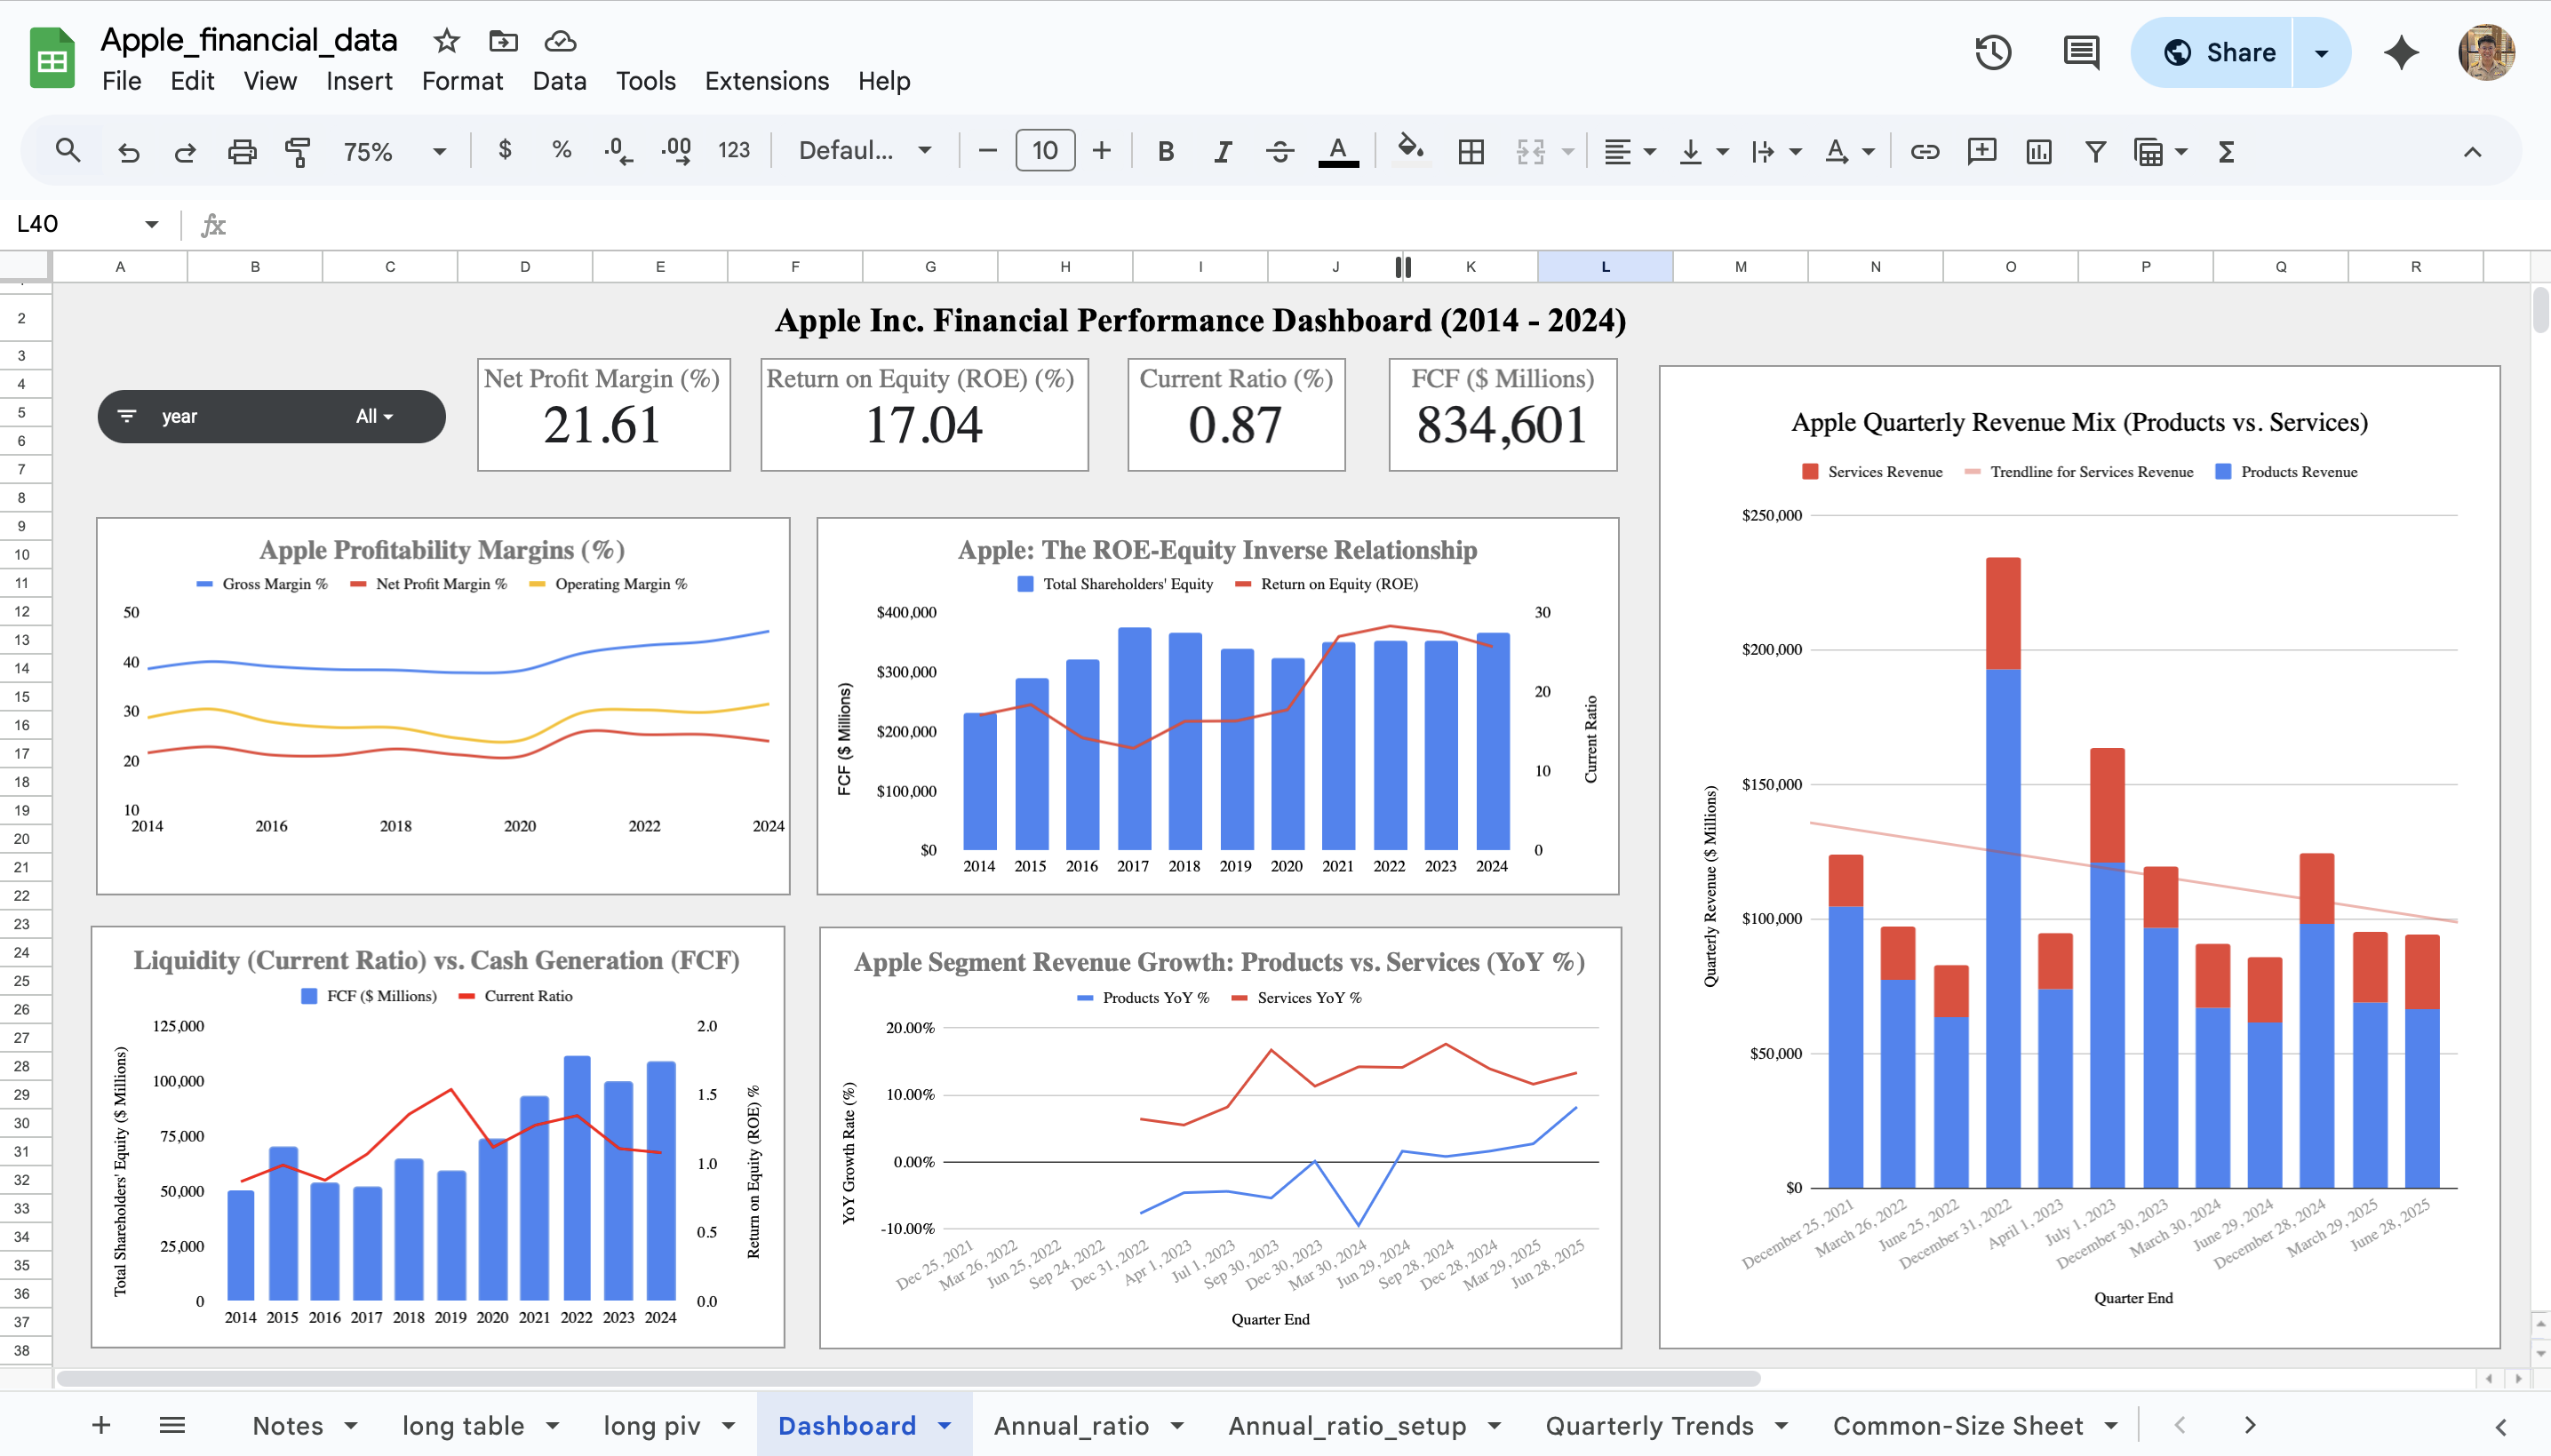 Apple_financial_data
File Edit View Insert Format Data Tools Extensions Help
Share
75% $ % .0 .00 123 Defaul... 10 B I S A A Σ
L40 fx
A B C D E F G H I J K L M N O P Q R
2
3
4
5
6
7
8
9
10
11
12
13
14
15
16
17
18
19
20
21
22
23
24
25
26
27
28
29
30
31
32
33
34
35
36
37
38
Apple Inc. Financial Performance Dashboard (2014 - 2024)
year All
Net Profit Margin (%)
21.61
Return on Equity (ROE) (%)
17.04
Current Ratio (%)
0.87
FCF ($ Millions)
834,601
Apple Profitability Margins (%)
Gross Margin % Net Profit Margin % Operating Margin %
50
40
30
20
10
2014 2016 2018 2020 2022 2024
Apple: The ROE-Equity Inverse Relationship
Total Shareholders' Equity Return on Equity (ROE)
FCF ($ Millions)
$400,000
$300,000
$200,000
$100,000
$0
30
20
10
0
Current Ratio
2014 2015 2016 2017 2018 2019 2020 2021 2022 2023 2024
Liquidity (Current Ratio) vs. Cash Generation (FCF)
FCF ($ Millions) Current Ratio
Total Shareholders' Equity ($ Millions)
125,000
100,000
75,000
50,000
25,000
0
2.0
1.5
1.0
0.5
0.0
Return on Equity (ROE) %
2014 2015 2016 2017 2018 2019 2020 2021 2022 2023 2024
Apple Segment Revenue Growth: Products vs. Services (YoY %)
Products YoY % Services YoY %
YoY Growth Rate (%)
20.00%
10.00%
0.00%
-10.00%
Dec 25, 2021
Mar 26, 2022
Jun 25, 2022
Sep 24, 2022
Dec 31, 2022
Apr 1, 2023
Jul 1, 2023
Sep 30, 2023
Dec 30, 2023
Mar 30, 2024
Jun 29, 2024
Sep 28, 2024
Dec 28, 2024
Mar 29, 2025
Jun 28, 2025
Quarter End
Apple Quarterly Revenue Mix (Products vs. Services)
Services Revenue Trendline for Services Revenue Products Revenue
Quarterly Revenue ($ Millions)
$250,000
$200,000
$150,000
$100,000
$50,000
$0
December 25, 2021
March 26, 2022
June 25, 2022
December 31, 2022
April 1, 2023
July 1, 2023
December 30, 2023
March 30, 2024
June 29, 2024
December 28, 2024
March 29, 2025
June 28, 2025
Quarter End
Notes long table long piv Dashboard Annual_ratio Annual_ratio_setup Quarterly Trends Common-Size Sheet